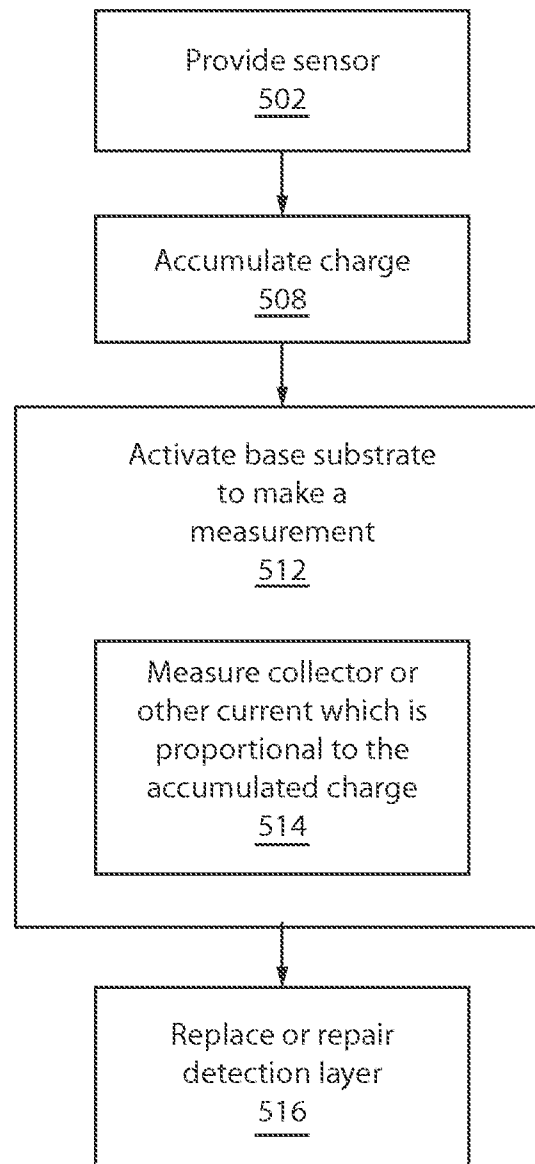 Provide sensor
502
Accumulate charge
508
Activate base substrate
to make a
measurement
512
Measure collector or
other current which is
proportional to the
accumulated charge
514
Replace or repair
detection layer
516